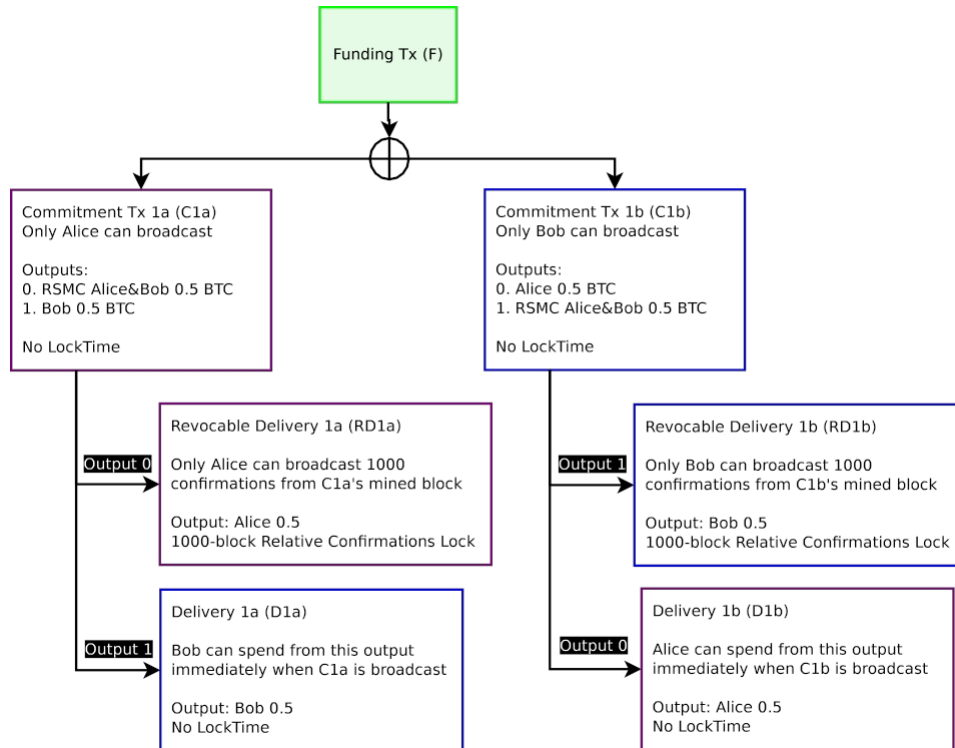 Funding Tx (F)
Commitment Tx 1a (C1a)
Only Alice can broadcast
Outputs:
0. RSMC Alice&Bob 0.5 BTC
1. Bob 0.5 BTC
No LockTime
Commitment Tx 1b (C1b)
Only Bob can broadcast
Outputs:
0. Alice 0.5 BTC
1. RSMC Alice&Bob 0.5 BTC
No LockTime
Output 0
Revocable Delivery 1a (RD1a)
Only Alice can broadcast 1000
confirmations from C1a's mined block
Output: Alice 0.5
1000-block Relative Confirmations Lock
Output 1
Revocable Delivery 1b (RD1b)
Only Bob can broadcast 1000
confirmations from C1b's mined block
Output: Bob 0.5
1000-block Relative Confirmations Lock
Output 1
Delivery 1a (D1a)
Bob can spend from this output
immediately when C1a is broadcast
Output: Bob 0.5
No LockTime
Output 0
Delivery 1b (D1b)
Alice can spend from this output
immediately when C1b is broadcast
Output: Alice 0.5
No LockTime